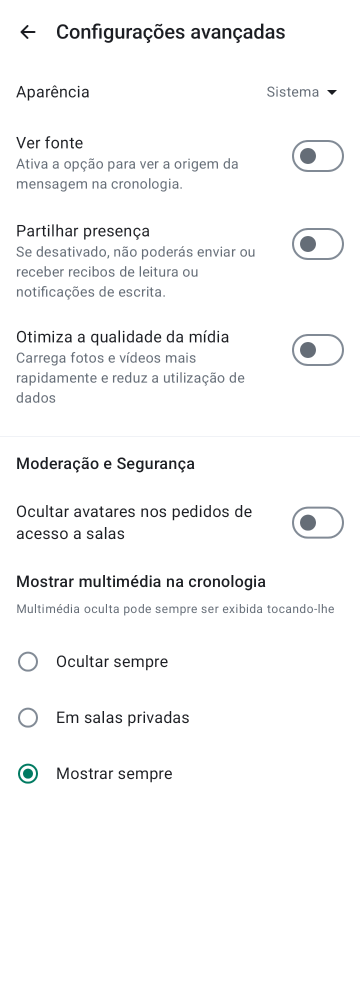 Configurações avançadas
Aparência
Sistema
Ver fonte
Ativa a opção para ver a origem da
mensagem na cronologia.
Partilhar presença
Se desativado, não poderás enviar ou
receber recibos de leitura ou
notificações de escrita.
Otimiza a qualidade da mídia
Carrega fotos e vídeos mais
rapidamente e reduz a utilização de
dados
Moderação e Segurança
Ocultar avatares nos pedidos de
acesso a salas
Mostrar multimédia na cronologia
Multimédia oculta pode sempre ser exibida tocando-lhe
Ocultar sempre
Em salas privadas
Mostrar sempre